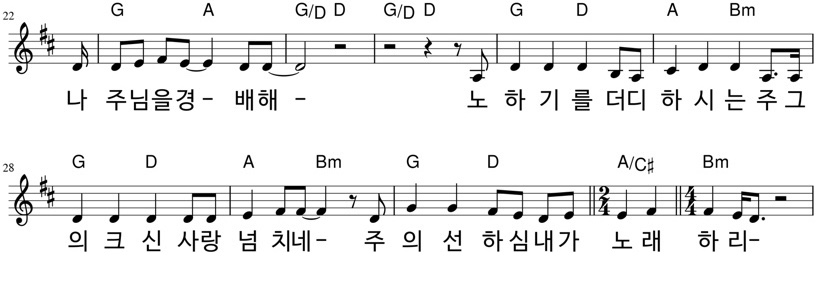 22 G A G/D D G/D D G D A Bm
나 주님을경 - 배해 - 노 하 기 를 더디 하 시 는 주 그
28 G D A Bm G D A/C♯ Bm
2/4 4/4
의 크 신 사랑 넘 치네 - 주 의 선 하 심 내 가 노 래 하 리 -